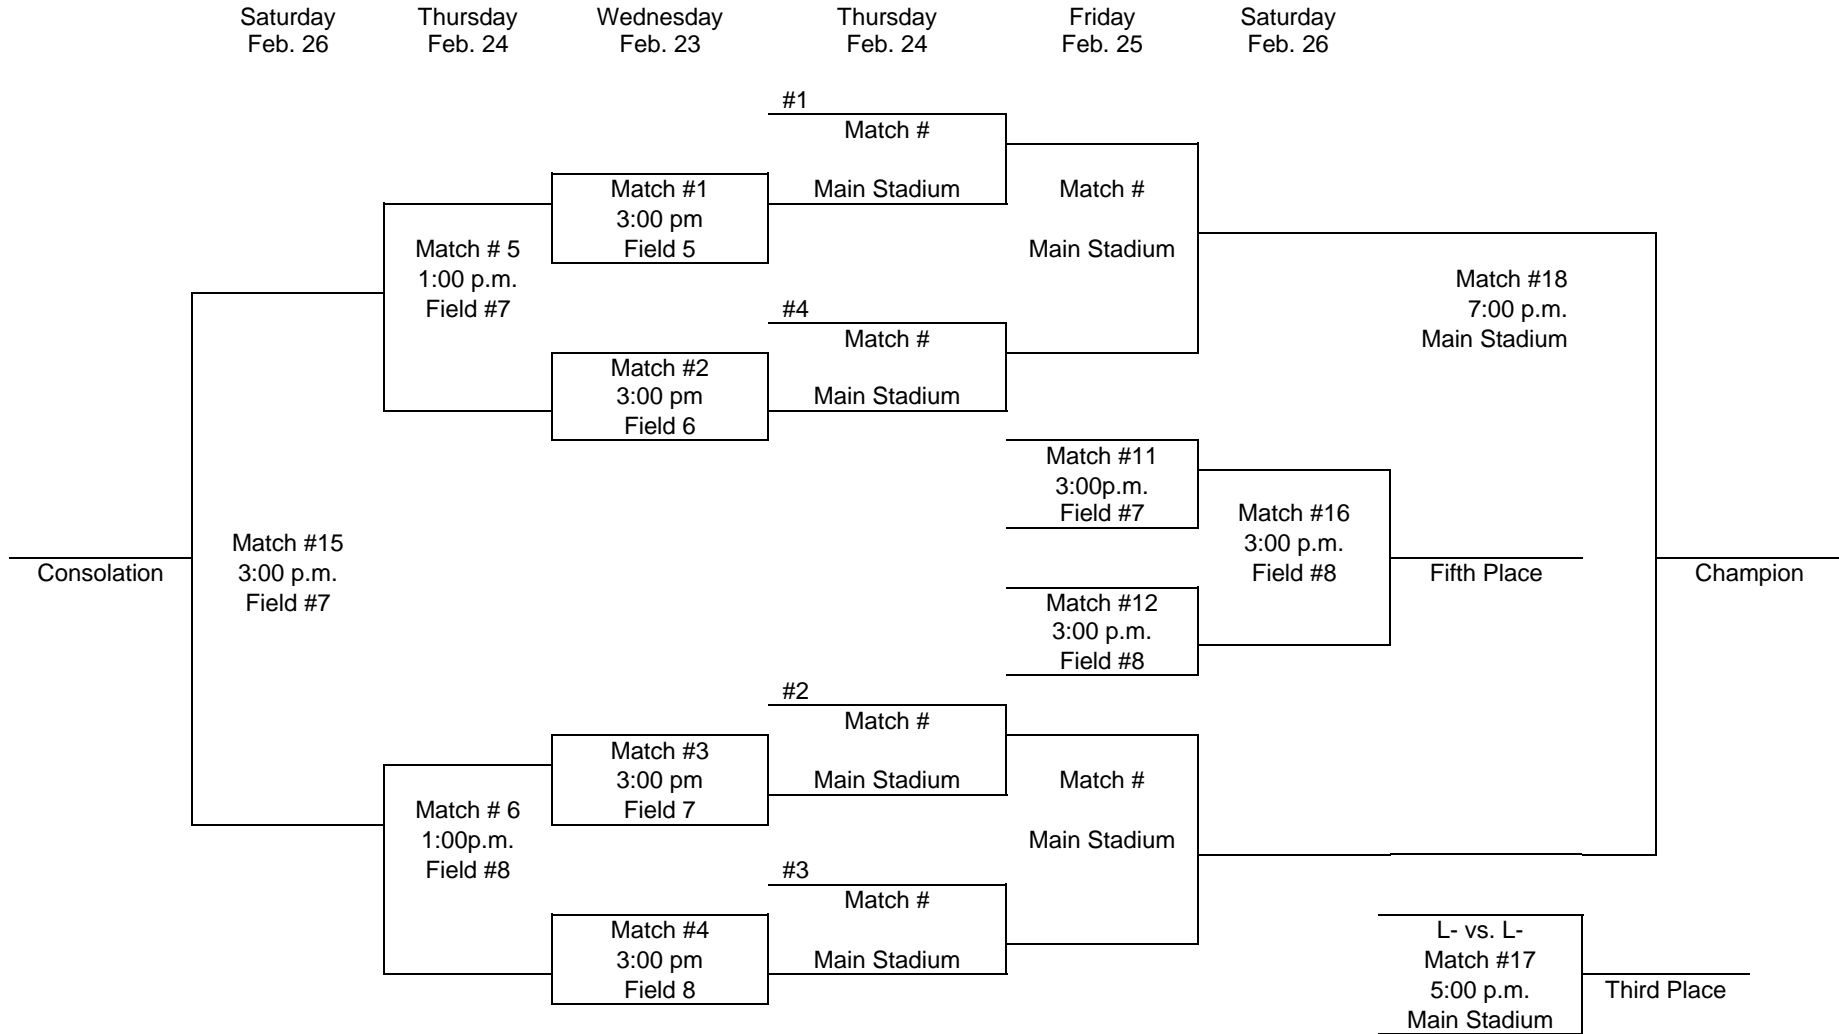 Saturday
Feb. 26
Thursday
Feb. 24
Wednesday
Feb. 23
Thursday
Feb. 24
Friday
Feb. 25
Saturday
Feb. 26
#1
Match #
Main Stadium
Match #1
3:00 pm
Field 5
Match #
Main Stadium
Match # 5
1:00 p.m.
Field #7
Match #18
7:00 p.m.
Main Stadium
#4
Match #
Main Stadium
Match #2
3:00 pm
Field 6
Match #11
3:00p.m.
Field #7
Match #16
3:00 p.m.
Field #8
Match #15
3:00 p.m.
Field #7
Consolation
Fifth Place
Champion
Match #12
3:00 p.m.
Field #8
#2
Match #
Main Stadium
Match #3
3:00 pm
Field 7
Match #
Main Stadium
Match # 6
1:00p.m.
Field #8
#3
Match #
Main Stadium
Match #4
3:00 pm
Field 8
L- vs. L-
Match #17
5:00 p.m.
Main Stadium
Third Place